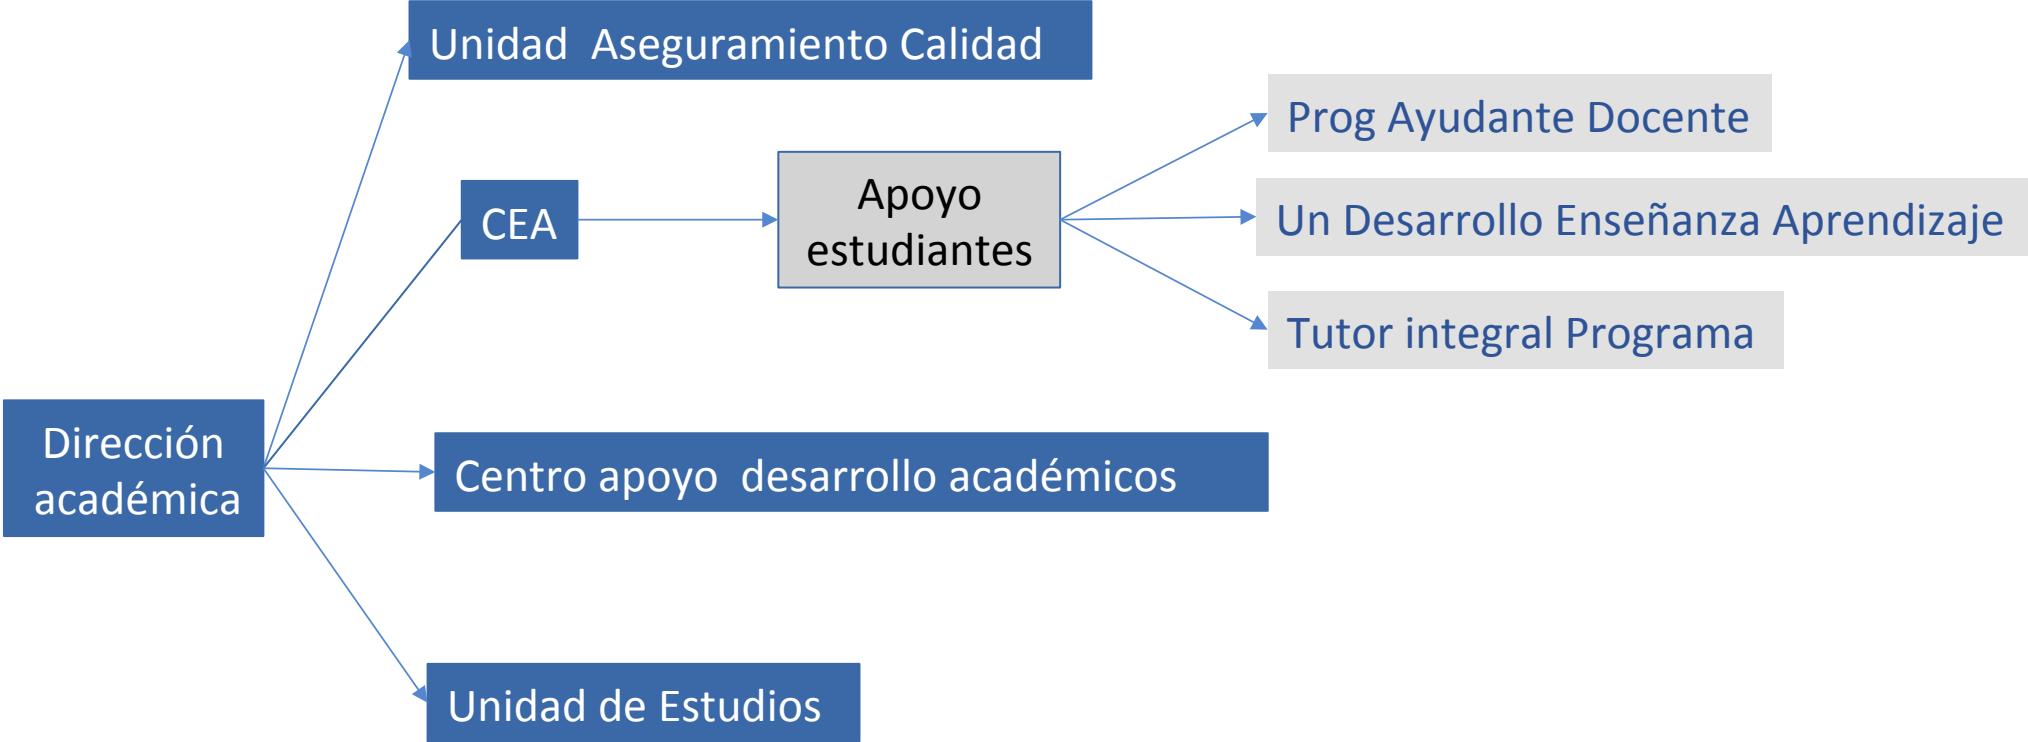 Unidad  Aseguramiento Calidad
Prog Ayudante Docente
Apoyo
estudiantes
CEA
Un Desarrollo Enseñanza Aprendizaje
Tutor integral Programa
Dirección
académica
Centro apoyo  desarrollo académicos
Unidad de Estudios